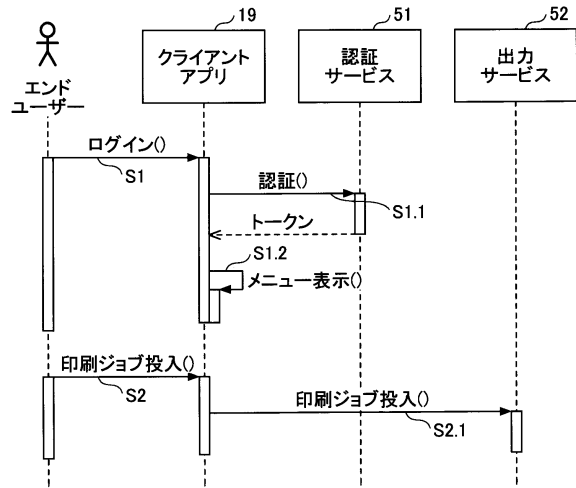 19
51
52
クライアント
アプリ
認証
サービス
出力
サービス
エンド
ユーザー
ログイン()
S1
認証()
S1.1
トークン
S1.2
メニュー表示()
印刷ジョブ投入()
S2
印刷ジョブ投入()
S2.1